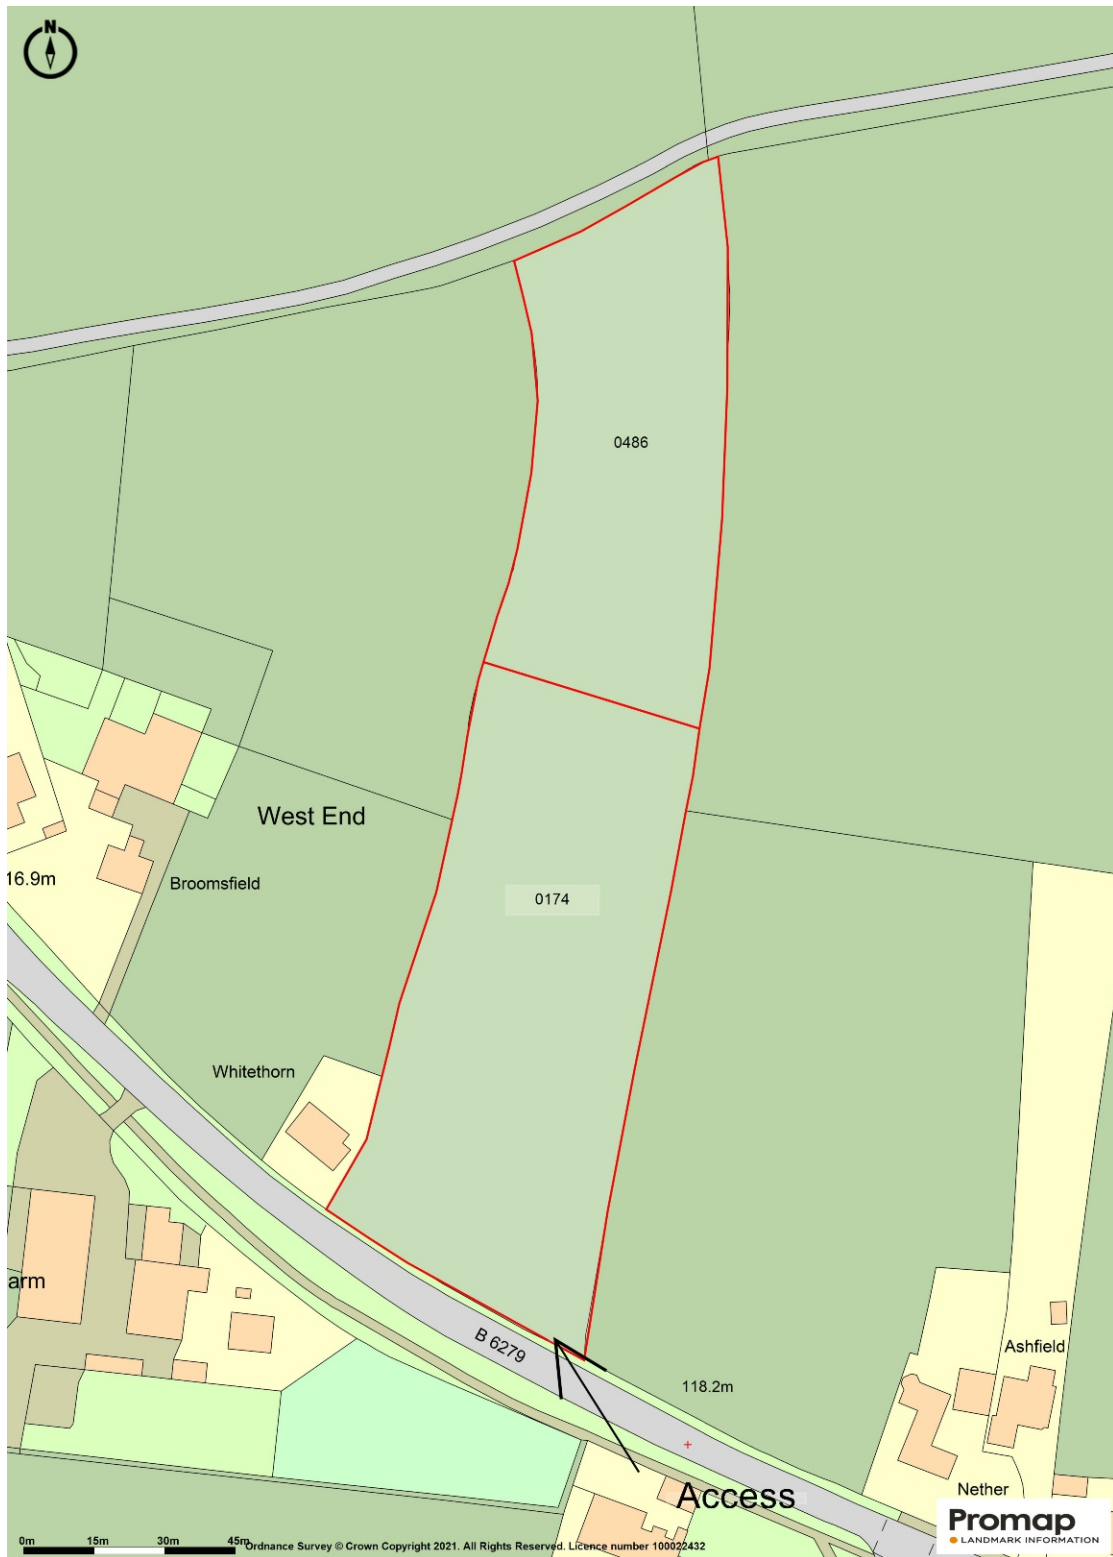 N
0486
West End
16.9m
Broomsfield
0174
Whitethorn
arm
B 6279
Ashfield
118.2m
Access
Nether
Promap
LANDMARK INFORMATION
0m 15m 30m 45m
Ordnance Survey © Crown Copyright 2021. All Rights Reserved. Licence number 100022432